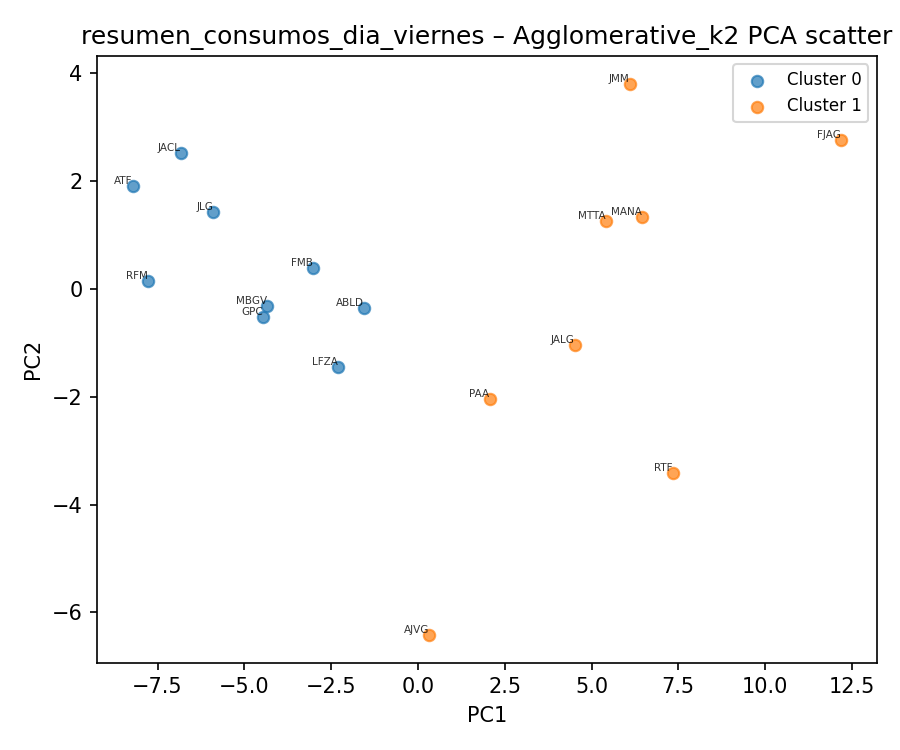 resumen_consumos_dia_viernes – Agglomerative_k2 PCA scatter
Cluster 0
Cluster 1
JMM
FJAG
JACL
ATF
JLG
MTTA
MANA
RFM
FMB
MBGV
GPC
ABLD
LFZA
JALG
PAA
RTF
AJVG
4
2
0
−2
−4
−6
PC2
−7.5
−5.0
−2.5
0.0
2.5
5.0
7.5
10.0
12.5
PC1